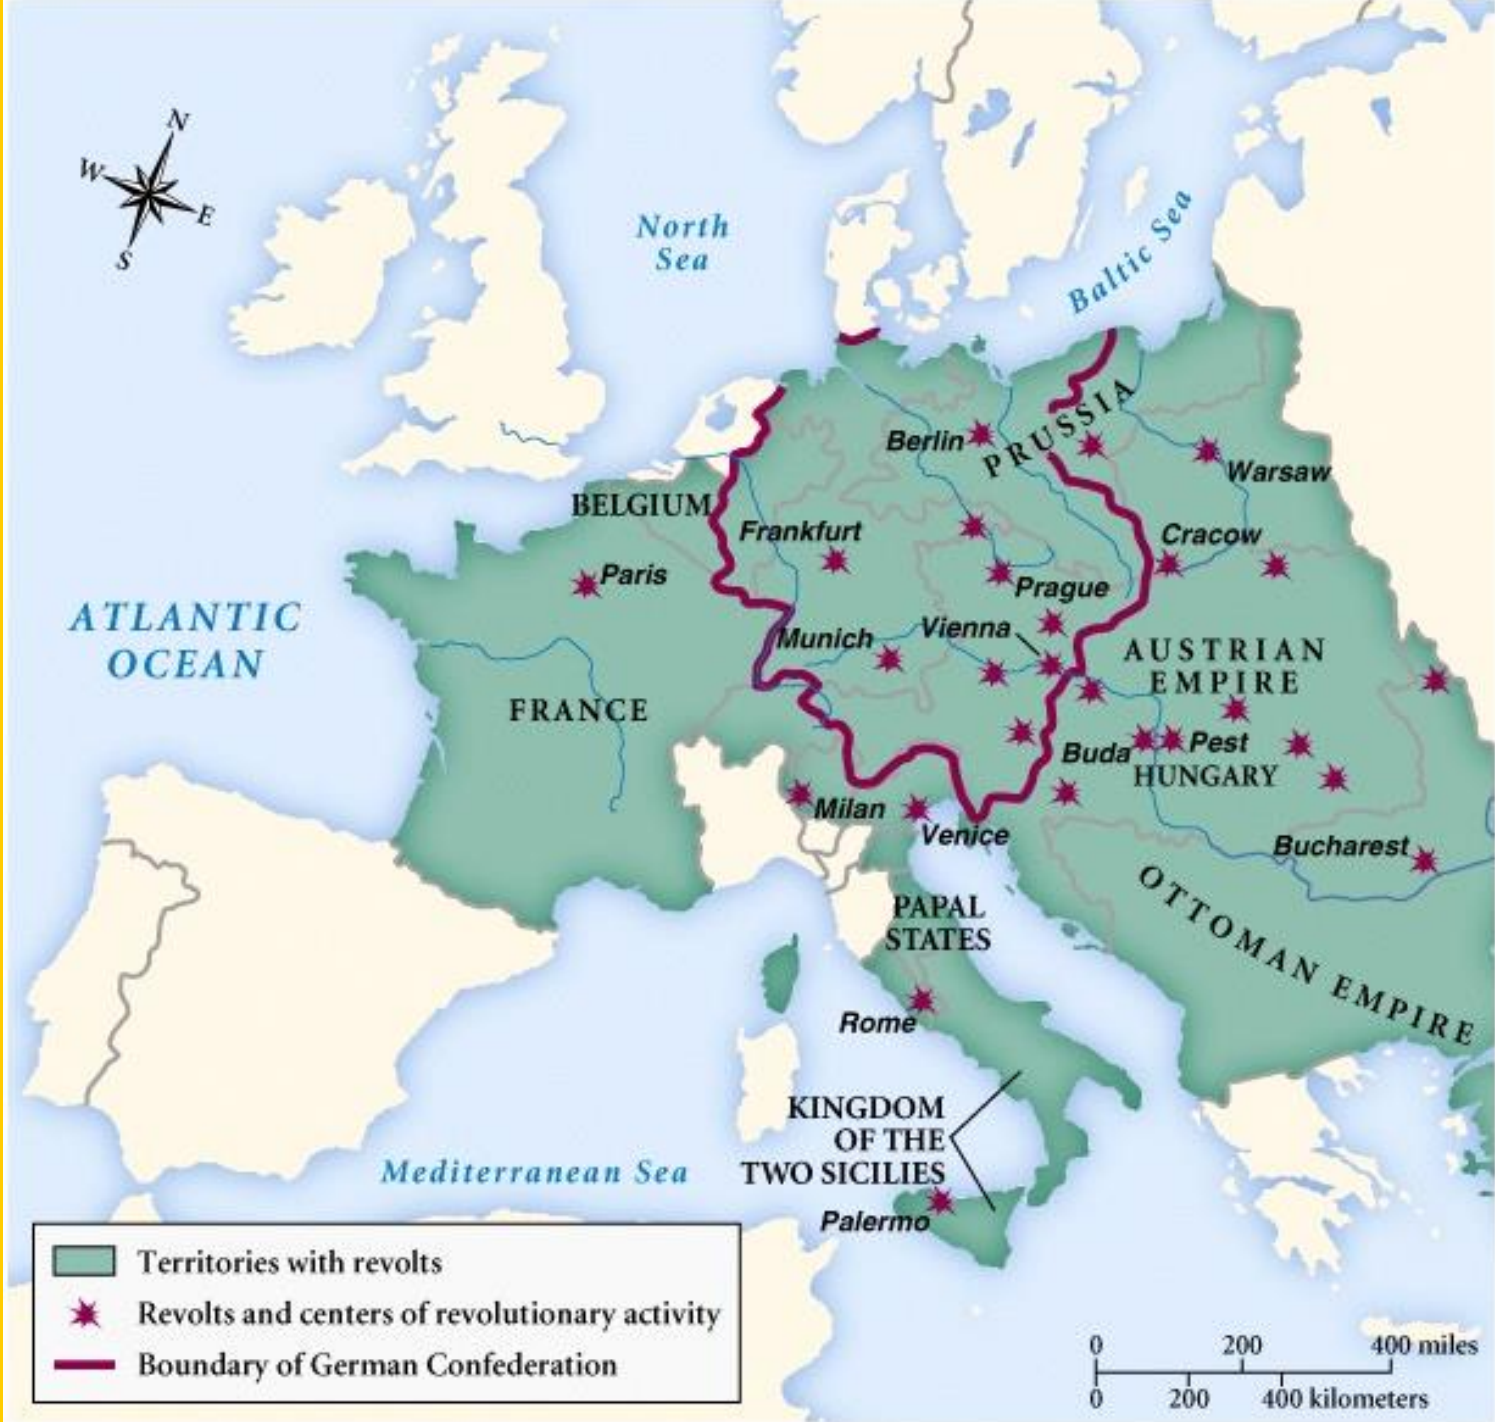 N
W
E
S
North
Sea
Baltic Sea
Berlin
PRUSSIA
Warsaw
BELGIUM
Frankfurt
Cracow
Paris
Prague
ATLANTIC
OCEAN
Munich
Vienna
AUSTRIAN
EMPIRE
FRANCE
Buda
Pest
HUNGARY
Milan
Venice
Bucharest
OTTOMAN EMPIRE
PAPAL
STATES
Rome
KINGDOM
OF THE
TWO SICILIES
Mediterranean Sea
Palermo
Territories with revolts
Revolts and centers of revolutionary activity
Boundary of German Confederation
0 200 400 miles
0 200 400 kilometers